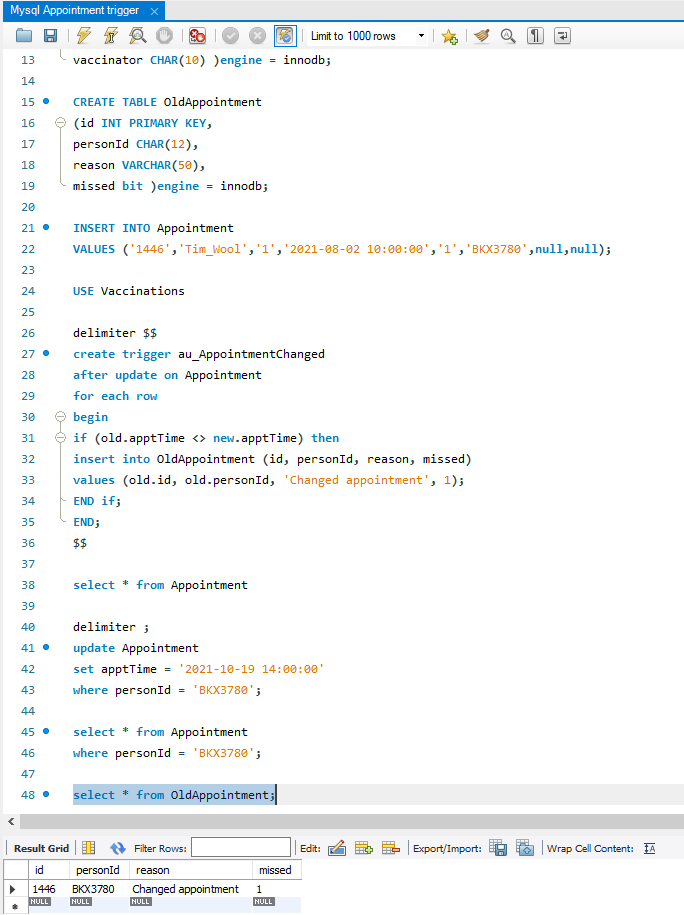 Mysql Appointment trigger
Limit to 1000 rows
13 vaccinator CHAR(10) )engine = innodb;
14
15 CREATE TABLE OldAppointment
16 (id INT PRIMARY KEY,
17 personId CHAR(12),
18 reason VARCHAR(50),
19 missed bit )engine = innodb;
20
21 INSERT INTO Appointment
22 VALUES ('1446','Tim_Wool','1','2021-08-02 10:00:00','1','BKX3780',null,null);
23
24 USE Vaccinations
25
26 delimiter $$
27 create trigger au_AppointmentChanged
28 after update on Appointment
29 for each row
30 begin
31 if (old.apptTime <> new.apptTime) then
32 insert into OldAppointment (id, personId, reason, missed)
33 values (old.id, old.personId, 'Changed appointment', 1);
34 END if;
35 END;
36 $$
37
38 select * from Appointment
39
40 delimiter ;
41 update Appointment
42 set apptTime = '2021-10-19 14:00:00'
43 where personId = 'BKX3780';
44
45 select * from Appointment
46 where personId = 'BKX3780';
47
48 select * from OldAppointment;
Result Grid Filter Rows: Edit: Export/Import: Wrap Cell Content:
id personId reason missed
1446 BKX3780 Changed appointment 1
NULL NULL NULL NULL